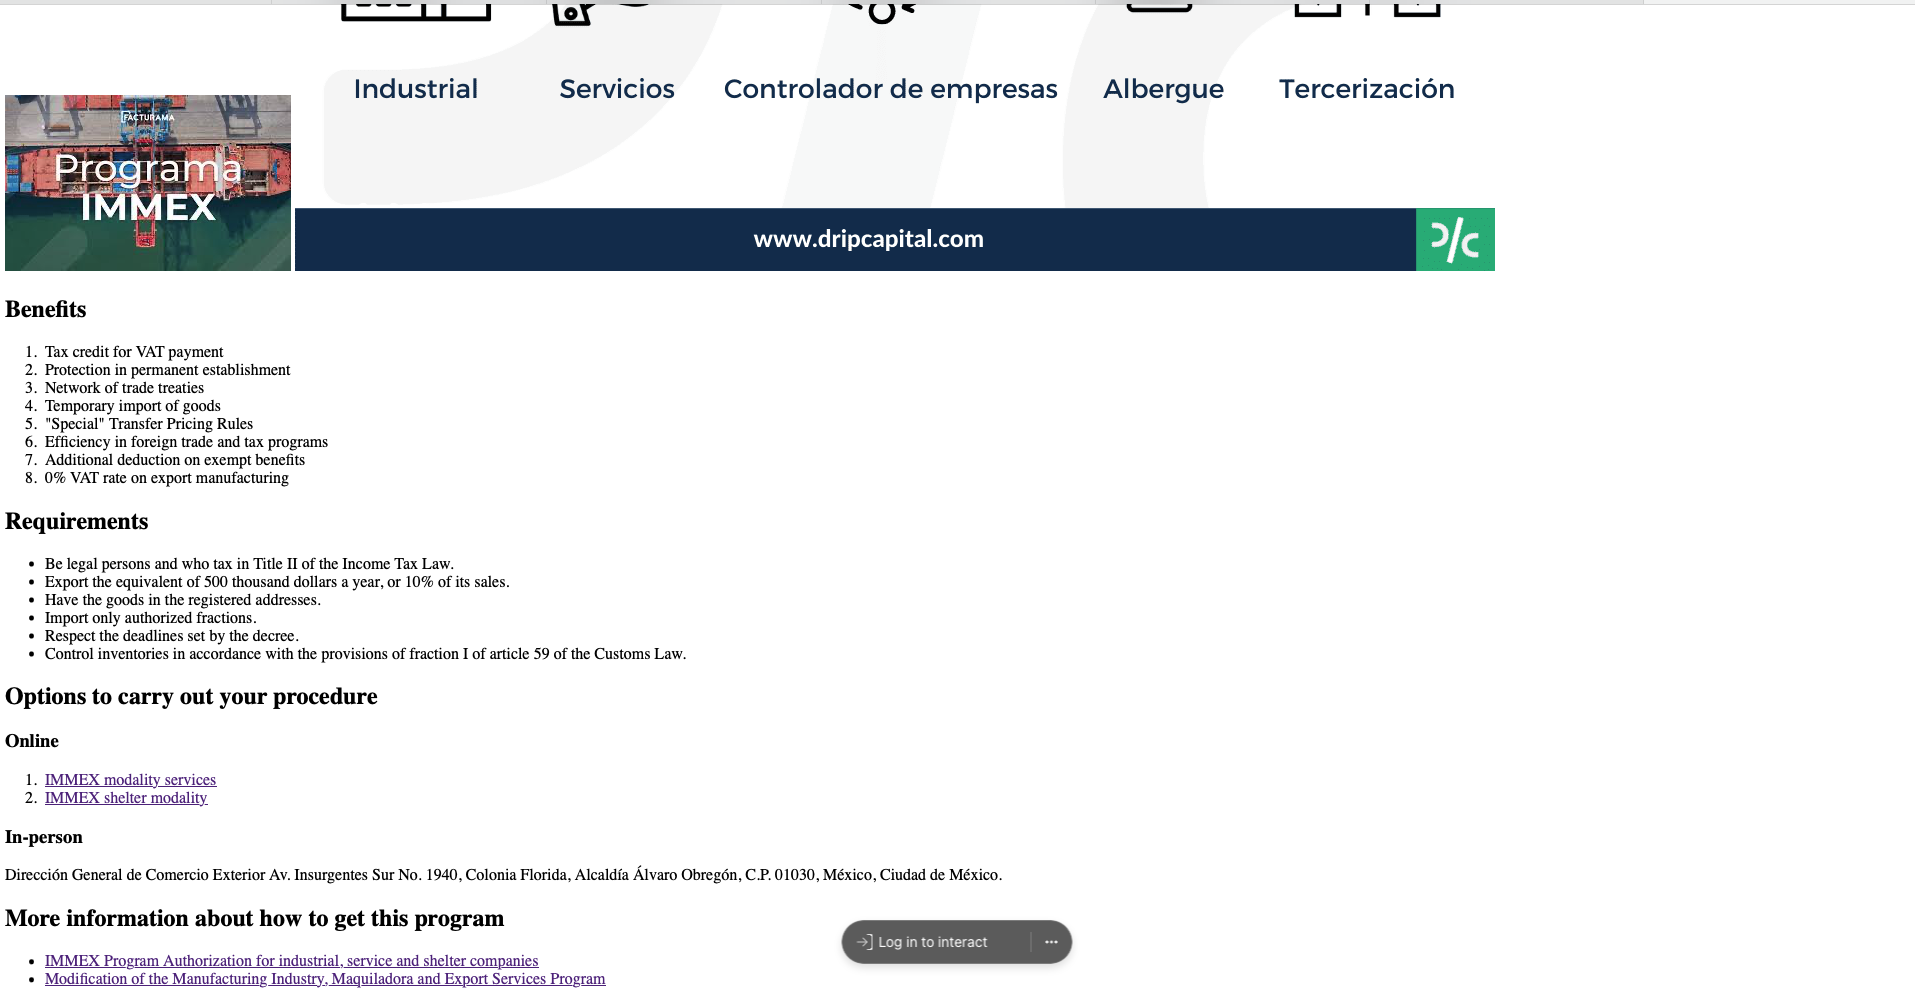 Industrial Servicios Controlador de empresas Albergue Tercerización
FACTURAMA
Programa
IMMEX
www.dripcapital.com
Benefits
1. Tax credit for VAT payment
2. Protection in permanent establishment
3. Network of trade treaties
4. Temporary import of goods
5. "Special" Transfer Pricing Rules
6. Efficiency in foreign trade and tax programs
7. Additional deduction on exempt benefits
8. 0% VAT rate on export manufacturing
Requirements
• Be legal persons and who tax in Title II of the Income Tax Law.
• Export the equivalent of 500 thousand dollars a year, or 10% of its sales.
• Have the goods in the registered addresses.
• Import only authorized fractions.
• Respect the deadlines set by the decree.
• Control inventories in accordance with the provisions of fraction I of article 59 of the Customs Law.
Options to carry out your procedure
Online
1. IMMEX modality services
2. IMMEX shelter modality
In-person
Dirección General de Comercio Exterior Av. Insurgentes Sur No. 1940, Colonia Florida, Alcaldía Álvaro Obregón, C.P. 01030, México, Ciudad de México.
More information about how to get this program
Log in to interact
• IMMEX Program Authorization for industrial, service and shelter companies
• Modification of the Manufacturing Industry, Maquiladora and Export Services Program